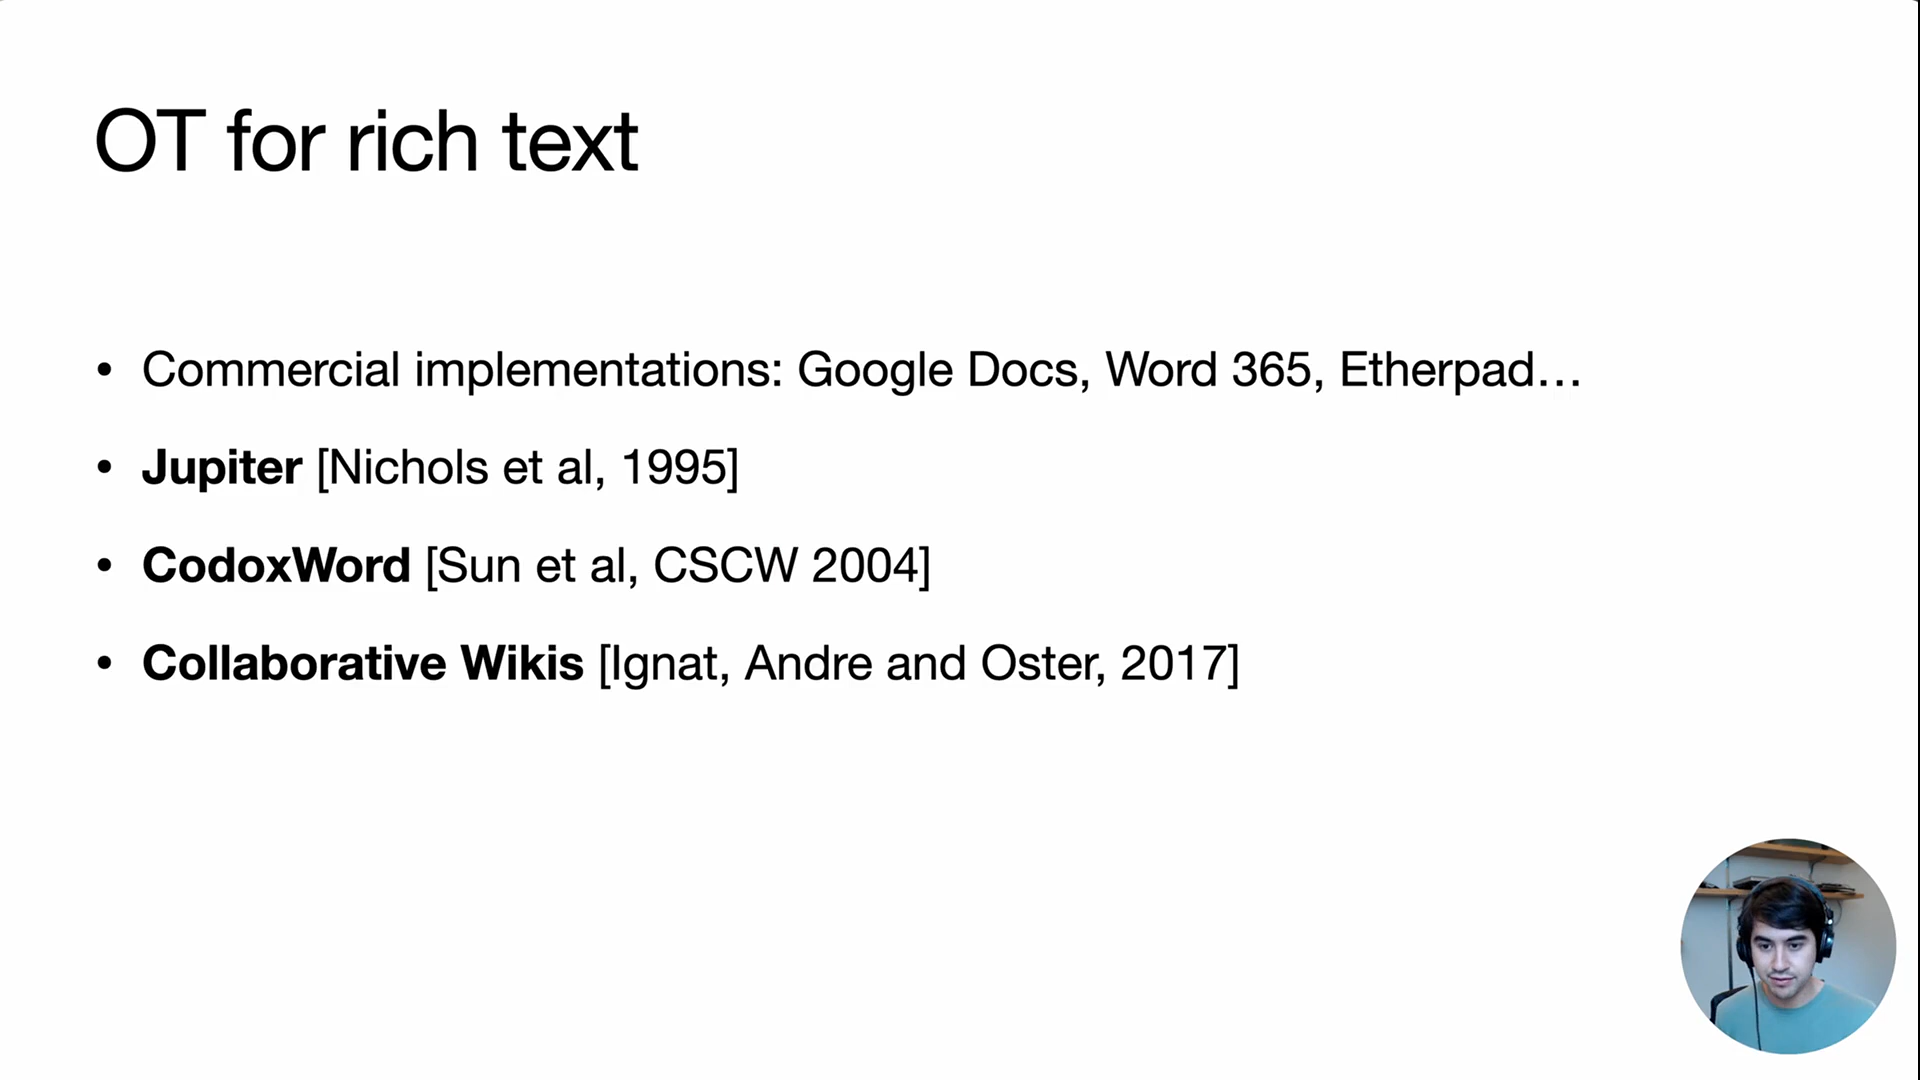 OT for rich text
• Commercial implementations: Google Docs, Word 365, Etherpad…
• Jupiter [Nichols et al, 1995]
• CodoxWord [Sun et al, CSCW 2004]
• Collaborative Wikis [Ignat, Andre and Oster, 2017]